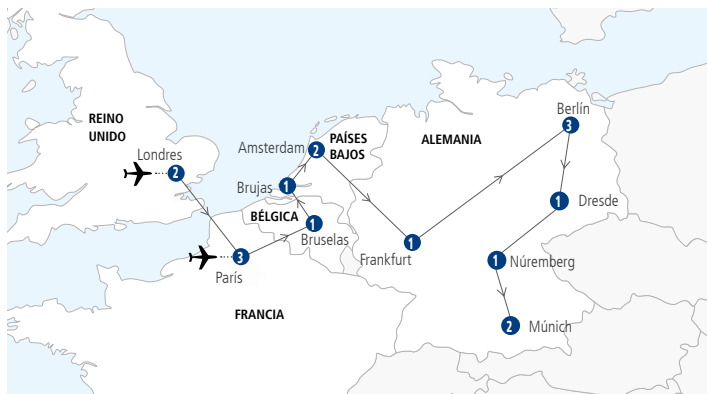 REINO
UNIDO
Londres
2
Amsterdam
2
PAÍSES
BAJOS
ALEMANIA
Berlín
3
Brujas
1
BÉLGICA
1
Bruselas
1
Dresde
3
París
1
Frankfurt
1
Núremberg
FRANCIA
2
Múnich